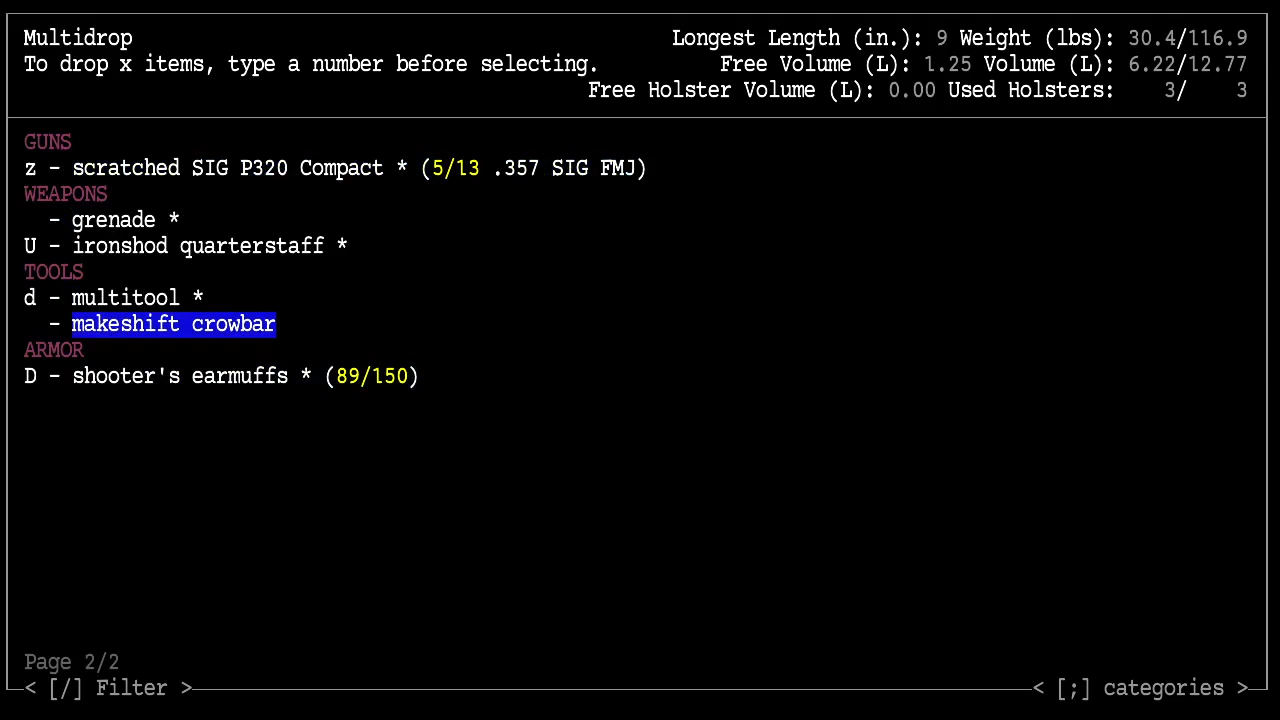 Multidrop Longest Length (in.): 9 Weight (lbs): 30.4/116.9
To drop x items, type a number before selecting. Free Volume (L): 1.25 Volume (L): 6.22/12.77
Free Holster Volume (L): 0.00 Used Holsters: 3/ 3
GUNS
z - scratched SIG P320 Compact * (5/13 .357 SIG FMJ)
WEAPONS
- grenade *
U - ironshod quarterstaff *
TOOLS
d - multitool *
- makeshift crowbar
ARMOR
D - shooter's earmuffs * (89/150)
Page 2/2
< [/] Filter > < [;] categories >